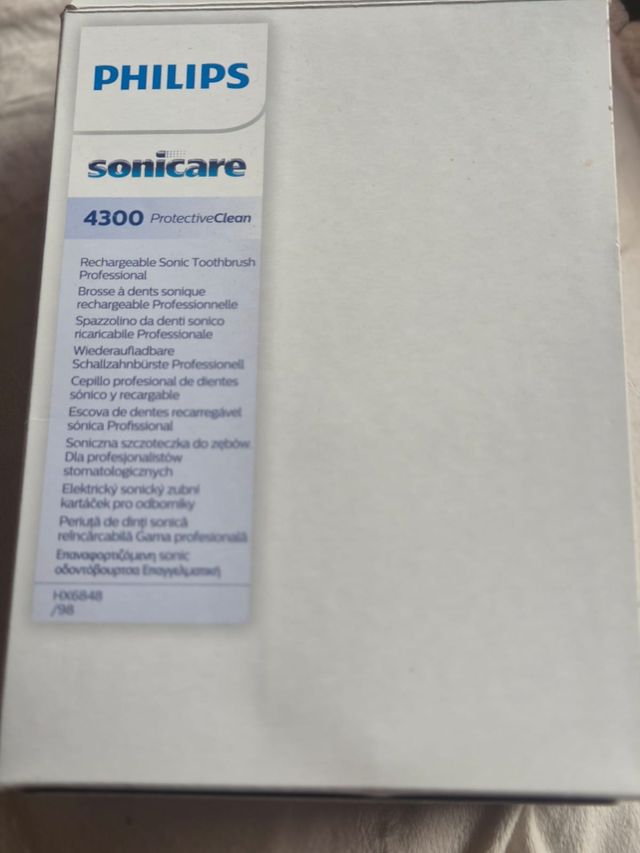 PHILIPS
sonicare
4300 ProtectiveClean
Rechargeable Sonic Toothbrush
Professional
Brosse à dents sonique
rechargeable Professionnelle
Spazzolino da denti sonico
ricaricabile Professionale
Wiederaufladbare
Schallzahnbürste Professionell
Cepillo profesional de dientes
sónico y recargable
Escova de dentes recarregável
sónica Profissional
Soniczna szczoteczka do zębów.
Dla profesjonalistów
stomatologicznych
Elektrický sonický zubní
kartáček pro odborníky
Periuță de dinți sonică
reîncărcabilă Gama profesională
Επαναφορτιζόμενη sonic
οδοντόβουρτσα Επαγγελματική
HX6848
/98